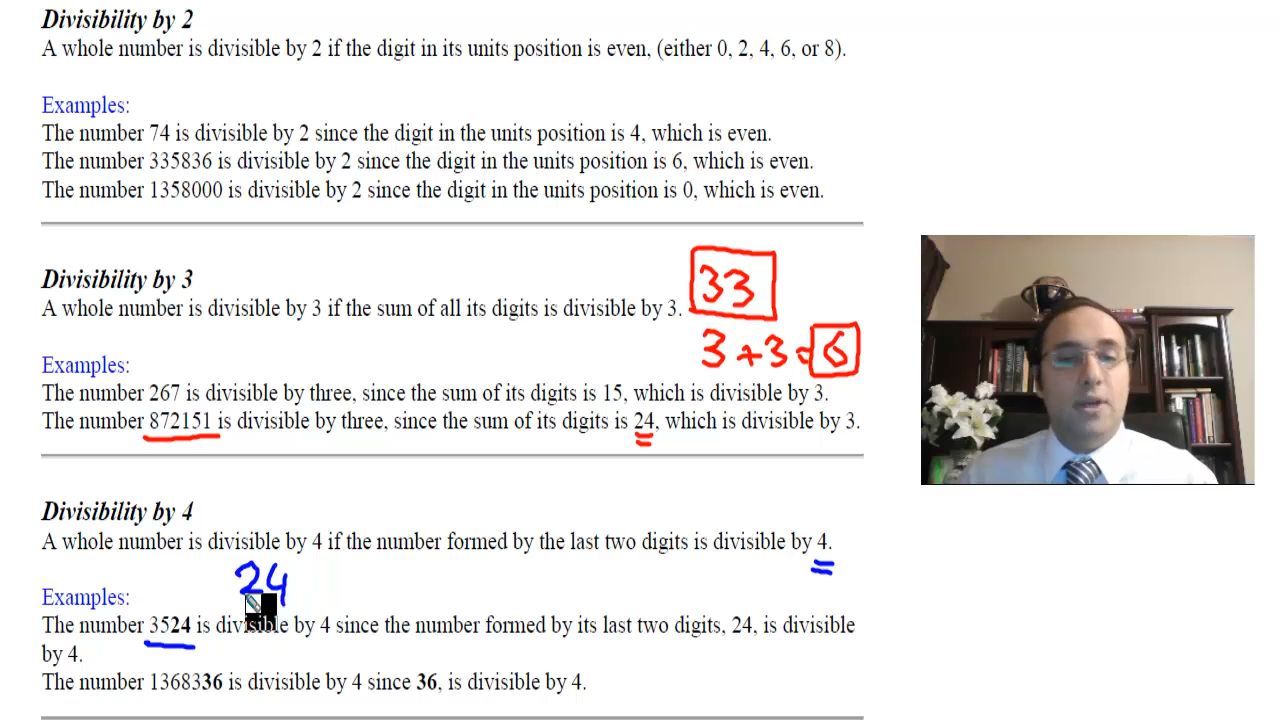 Divisibility by 2
A whole number is divisible by 2 if the digit in its units position is even, (either 0, 2, 4, 6, or 8).
Examples:
The number 74 is divisible by 2 since the digit in the units position is 4, which is even.
The number 335836 is divisible by 2 since the digit in the units position is 6, which is even.
The number 1358000 is divisible by 2 since the digit in the units position is 0, which is even.
Divisibility by 3
33
A whole number is divisible by 3 if the sum of all its digits is divisible by 3.
3 + 3 = 6
Examples:
The number 267 is divisible by three, since the sum of its digits is 15, which is divisible by 3.
The number 872151 is divisible by three, since the sum of its digits is 24, which is divisible by 3.
Divisibility by 4
A whole number is divisible by 4 if the number formed by the last two digits is divisible by 4.
24
Examples:
The number 3524 is divisible by 4 since the number formed by its last two digits, 24, is divisible
by 4.
The number 1368336 is divisible by 4 since 36, is divisible by 4.